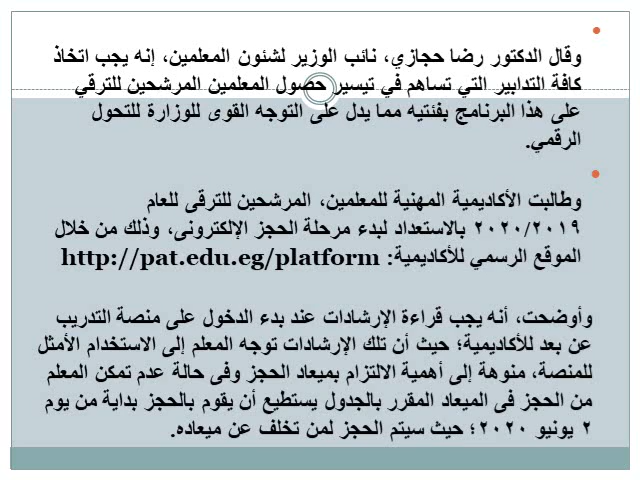 وقال الدكتور رضا حجازي، نائب الوزير لشئون المعلمين، إنه يجب اتخاذ
كافة التدابير التي تساهم في تيسير حصول المعلمين المرشحين للترقي
على هذا البرنامج بفئتيه مما يدل على التوجه القوى للوزارة للتحول
الرقمي.
وطالبت الأكاديمية المهنية للمعلمين، المرشحين للترقى للعام
٢٠٢٠/٢٠١٩ بالاستعداد لبدء مرحلة الحجز الإلكترونى، وذلك من خلال
الموقع الرسمي للأكاديمية: http://pat.edu.eg/platform
وأوضحت، أنه يجب قراءة الإرشادات عند بدء الدخول على منصة التدريب
عن بعد للأكاديمية؛ حيث أن تلك الإرشادات توجه المعلم إلى الاستخدام الأمثل
للمنصة، منوهة إلى أهمية الالتزام بميعاد الحجز وفى حالة عدم تمكن المعلم
من الحجز فى الميعاد المقرر بالجدول يستطيع أن يقوم بالحجز بداية من يوم
٢ يونيو ٢٠٢٠؛ حيث سيتم الحجز لمن تخلف عن ميعاده.